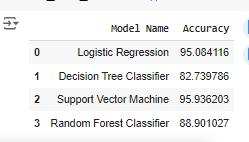 Model Name Accuracy
0 Logistic Regression 95.084116
1 Decision Tree Classifier 82.739786
2 Support Vector Machine 95.936203
3 Random Forest Classifier 88.901027